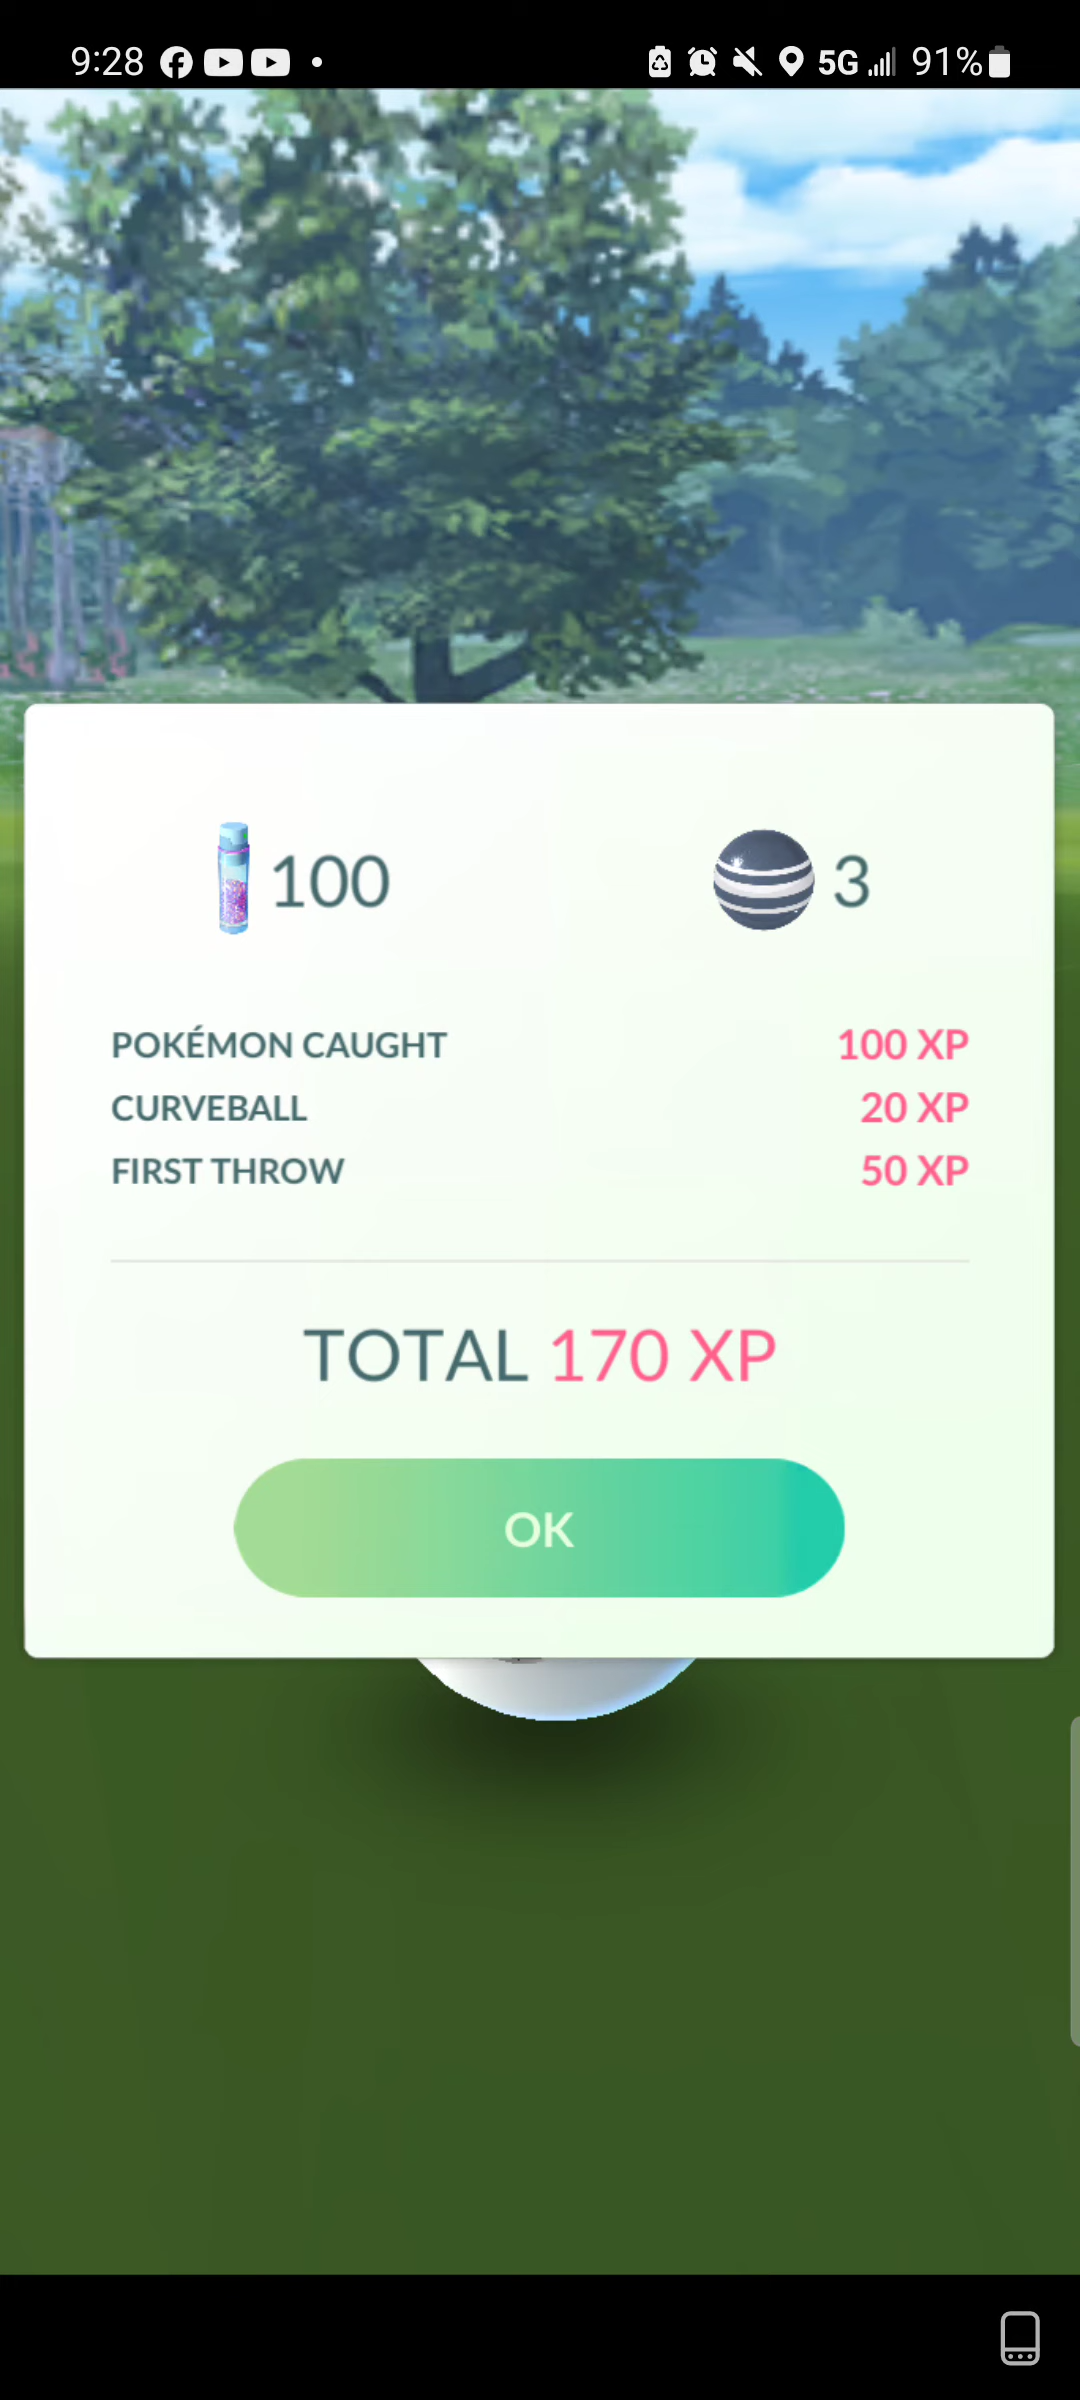 9:28 5G 91%
100 3
POKÉMON CAUGHT 100 XP
CURVEBALL 20 XP
FIRST THROW 50 XP
TOTAL 170 XP
OK